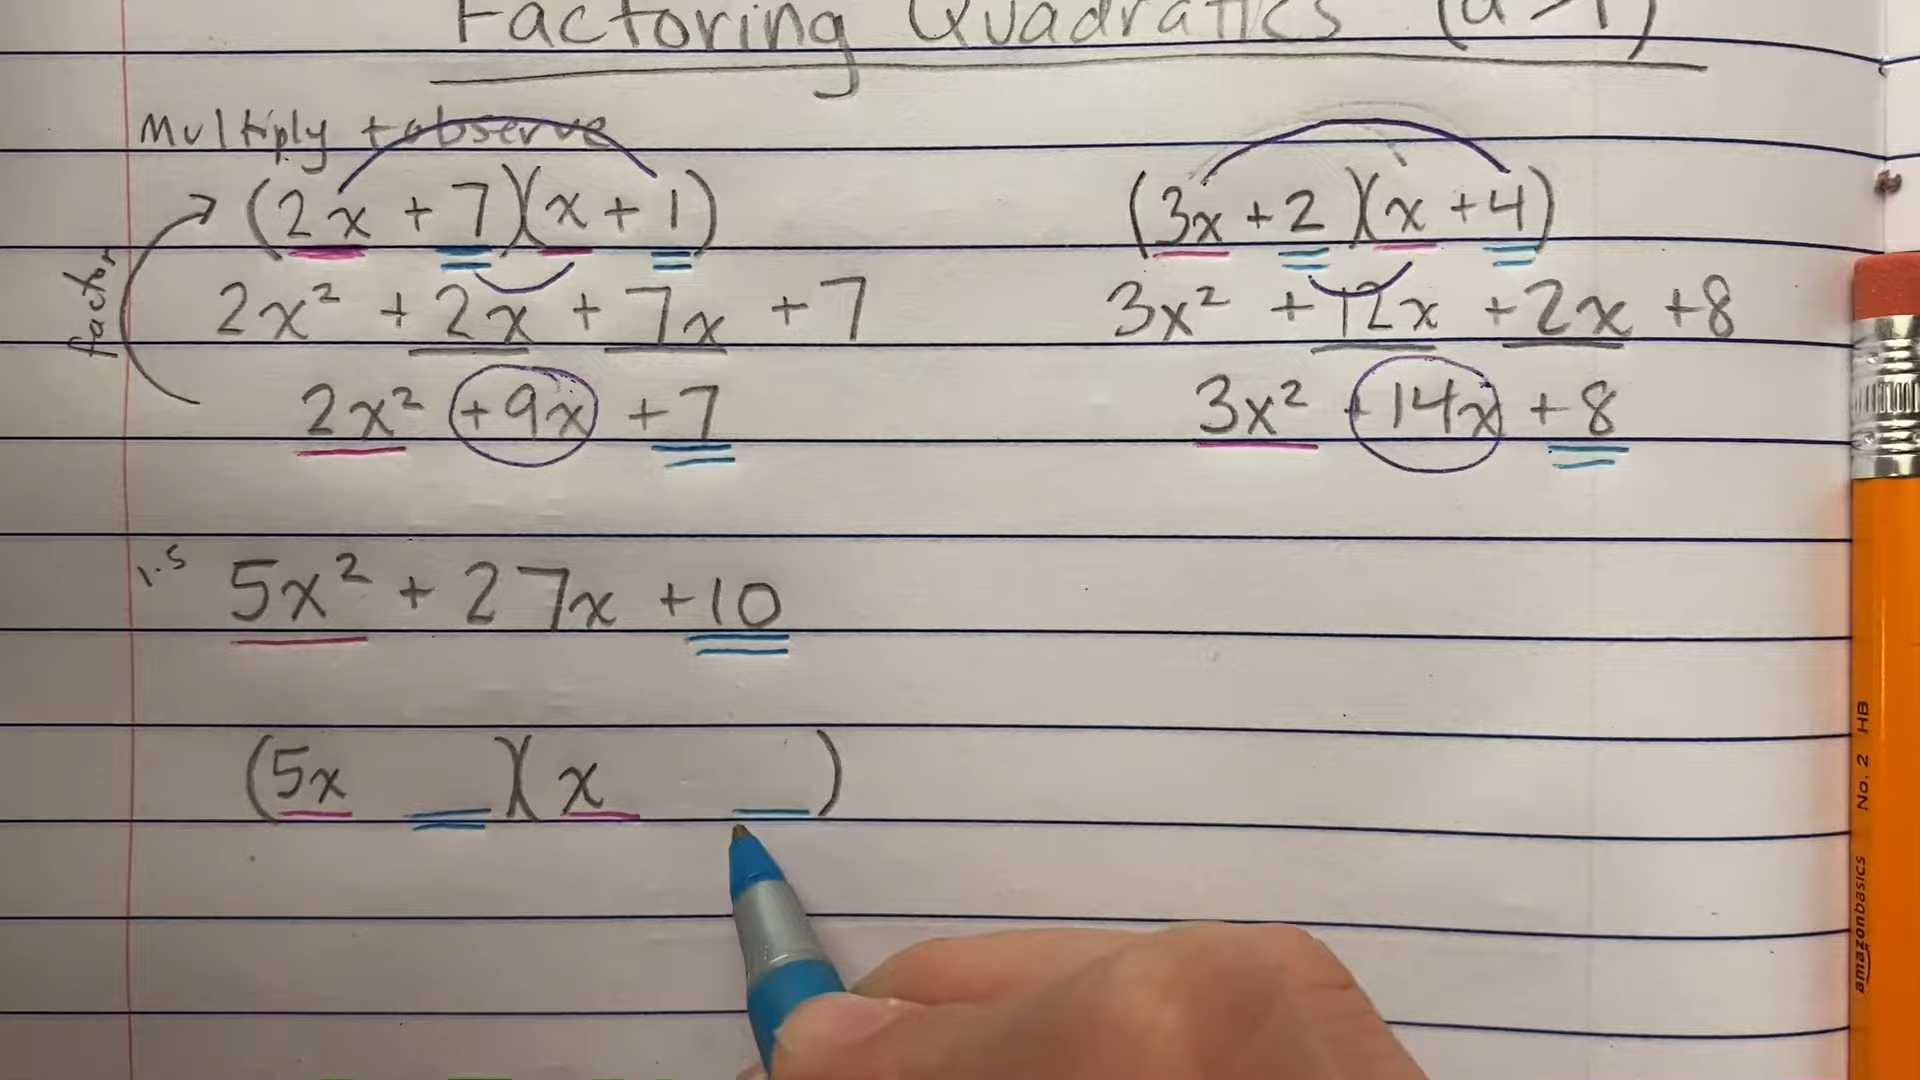 Factoring Quadratics (a>1)
Multiply + observe
(2x + 7)(x + 1)
(3x + 2)(x + 4)
factor
2x² + 2x + 7x + 7
3x² + 12x + 2x + 8
2x² + 9x + 7
3x² + 14x + 8
1·5
5x² + 27x + 10
(5x __)(x __)
amazonbasics No. 2 HB